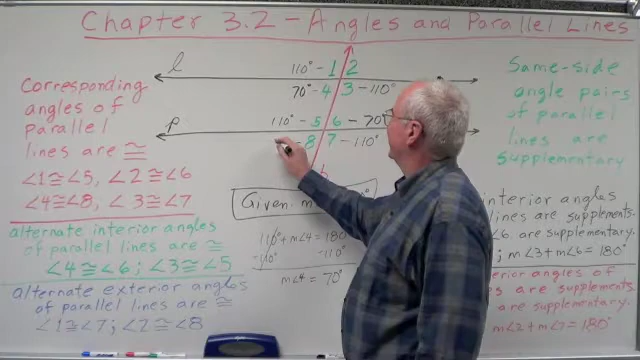 Chapter 3.2 – Angles and Parallel Lines
l
110° – 1 2
70° – 4 3 – 110°
p
110° – 5 6 – 70°
8 7 – 110°
b
Corresponding
angles of
parallel
lines are ≅
∠1≅∠5, ∠2≅∠6
∠4≅∠8, ∠3≅∠7
alternate interior angles
of parallel lines are ≅
∠4≅∠6; ∠3≅∠5
alternate exterior angles
of parallel lines are ≅
∠1≅∠7; ∠2≅∠8
Given: m
110° + m∠4 = 180°
–110° –110°
m∠4 = 70°
Same-side
angle pairs
of parallel
lines are
supplementary
interior angles
lines are supplements.
∠6 are supplementary.
; m∠3 + m∠6 = 180°
exterior angles of
s are supplements
are supplementary.
m∠2 + m∠7 = 180°